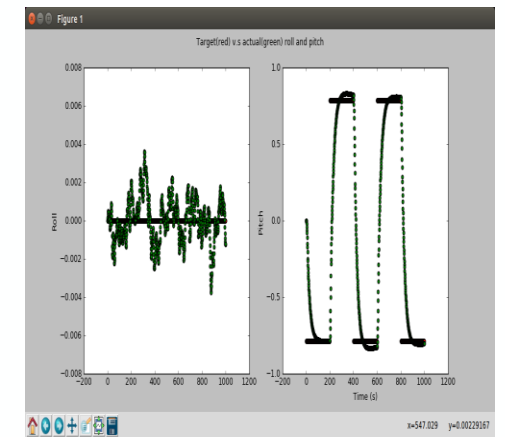 Figure 1
Target(red) v.s actual(green) roll and pitch
0.008
0.006
0.004
0.002
0.000
−0.002
−0.004
−0.006
−0.008
−200 0 200 400 600 800 1000 1200
Roll
1.0
0.5
0.0
−0.5
−1.0
−200 0 200 400 600 800 1000 1200
Pitch
Time (s)
x=547.029 y=0.00229167